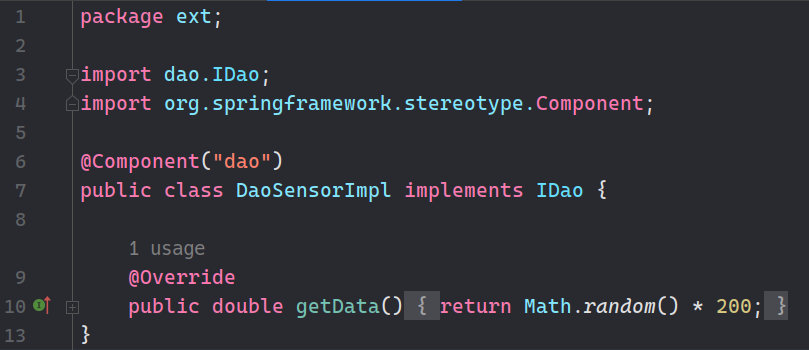 1 package ext;
2
3 import dao.IDao;
4 import org.springframework.stereotype.Component;
5
6 @Component("dao")
7 public class DaoSensorImpl implements IDao {
8
1 usage
9 @Override
10 public double getData() { return Math.random() * 200; }
13 }